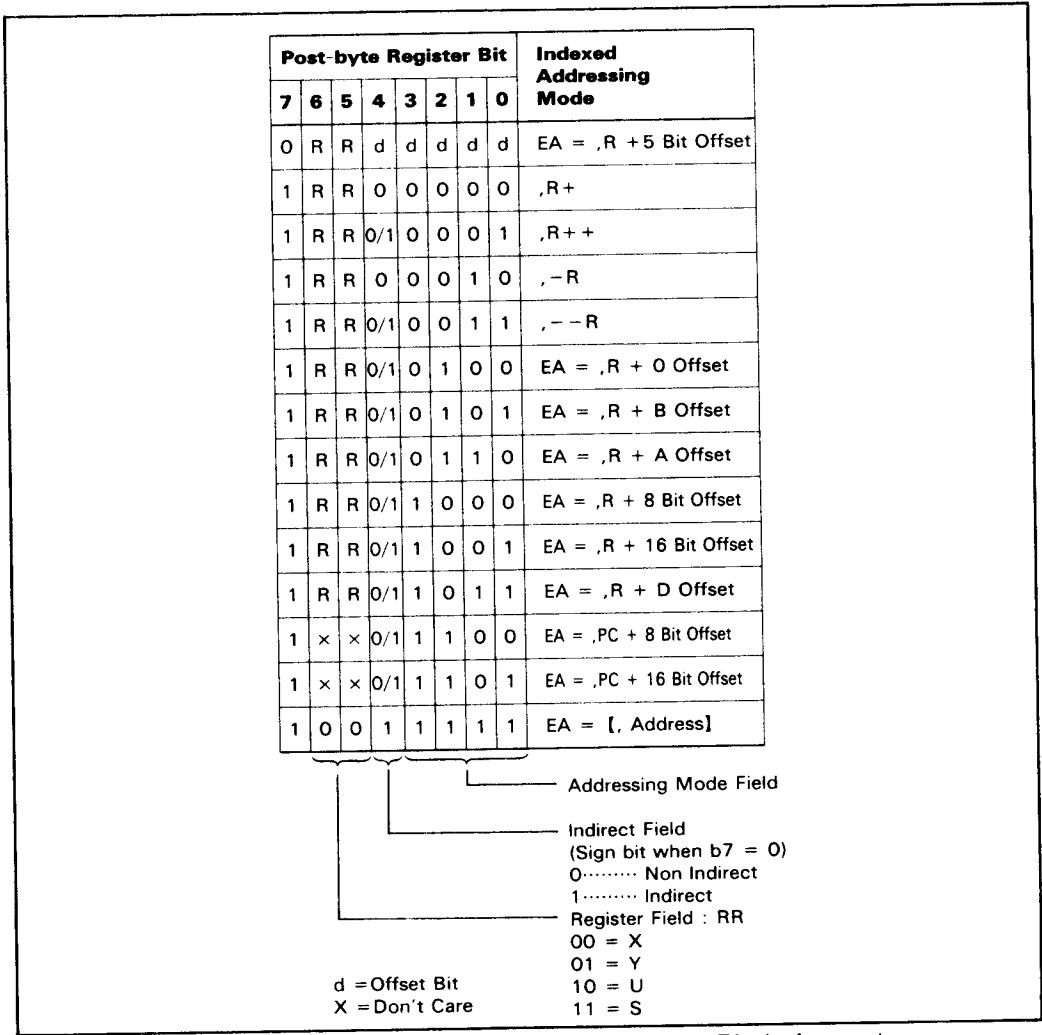 Post-byte Register Bit Indexed Addressing Mode
7 6 5 4 3 2 1 0
0 R R d d d d d EA = ,R +5 Bit Offset
1 R R 0 0 0 0 0 ,R+
1 R R 0/1 0 0 0 1 ,R++
1 R R 0 0 0 1 0 ,−R
1 R R 0/1 0 0 1 1 ,−−R
1 R R 0/1 0 1 0 0 EA = ,R + 0 Offset
1 R R 0/1 0 1 0 1 EA = ,R + B Offset
1 R R 0/1 0 1 1 0 EA = ,R + A Offset
1 R R 0/1 1 0 0 0 EA = ,R + 8 Bit Offset
1 R R 0/1 1 0 0 1 EA = ,R + 16 Bit Offset
1 R R 0/1 1 0 1 1 EA = ,R + D Offset
1 × × 0/1 1 1 0 0 EA = ,PC + 8 Bit Offset
1 × × 0/1 1 1 0 1 EA = ,PC + 16 Bit Offset
1 0 0 1 1 1 1 1 EA = [, Address]
Addressing Mode Field
Indirect Field
(Sign bit when b7 = 0)
0········· Non Indirect
1········· Indirect
Register Field : RR
00 = X
01 = Y
10 = U
11 = S
d =Offset Bit
X =Don't Care